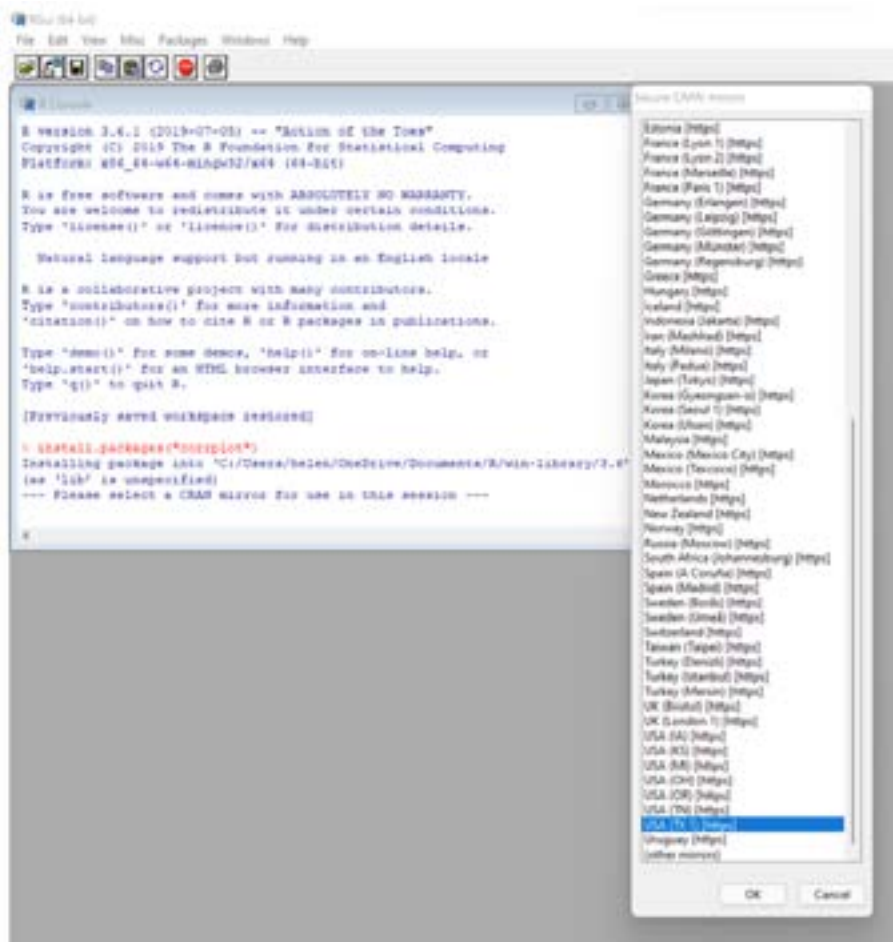 RGui (64-bit)
File Edit View Misc Packages Windows Help
R Console
R version 3.6.1 (2019-07-05) -- "Action of the Toes"
Copyright (C) 2019 The R Foundation for Statistical Computing
Platform: x86_64-w64-mingw32/x64 (64-bit)
R is free software and comes with ABSOLUTELY NO WARRANTY.
You are welcome to redistribute it under certain conditions.
Type 'license()' or 'licence()' for distribution details.
Natural language support but running in an English locale
R is a collaborative project with many contributors.
Type 'contributors()' for more information and
'citation()' on how to cite R or R packages in publications.
Type 'demo()' for some demos, 'help()' for on-line help, or
'help.start()' for an HTML browser interface to help.
Type 'q()' to quit R.
[Previously saved workspace restored]
> install.packages("corrplot")
Installing package into 'C:/Users/helen/OneDrive/Documents/R/win-library/3.6'
(as 'lib' is unspecified)
--- Please select a CRAN mirror for use in this session ---
Secure CRAN mirrors
Estonia [https]
France (Lyon 1) [https]
France (Lyon 2) [https]
France (Marseille) [https]
France (Paris 1) [https]
Germany (Erlangen) [https]
Germany (Leipzig) [https]
Germany (Göttingen) [https]
Germany (Münster) [https]
Germany (Regensburg) [https]
Greece [https]
Hungary [https]
Iceland [https]
Indonesia (Jakarta) [https]
Iran (Mashhad) [https]
Italy (Milano) [https]
Italy (Padua) [https]
Japan (Tokyo) [https]
Korea (Gyeongsan-si) [https]
Korea (Seoul 1) [https]
Korea (Ulsan) [https]
Malaysia [https]
Mexico (Mexico City) [https]
Mexico (Texcoco) [https]
Morocco [https]
Netherlands [https]
New Zealand [https]
Norway [https]
Russia (Moscow) [https]
South Africa (Johannesburg) [https]
Spain (A Coruña) [https]
Spain (Madrid) [https]
Sweden (Borås) [https]
Sweden (Umeå) [https]
Switzerland [https]
Taiwan (Taipei) [https]
Turkey (Denizli) [https]
Turkey (Istanbul) [https]
Turkey (Mersin) [https]
UK (Bristol) [https]
UK (London 1) [https]
USA (IA) [https]
USA (KS) [https]
USA (MI) [https]
USA (OH) [https]
USA (OR) [https]
USA (TN) [https]
USA (TX 1) [https]
Uruguay [https]
(other mirrors)
OK Cancel